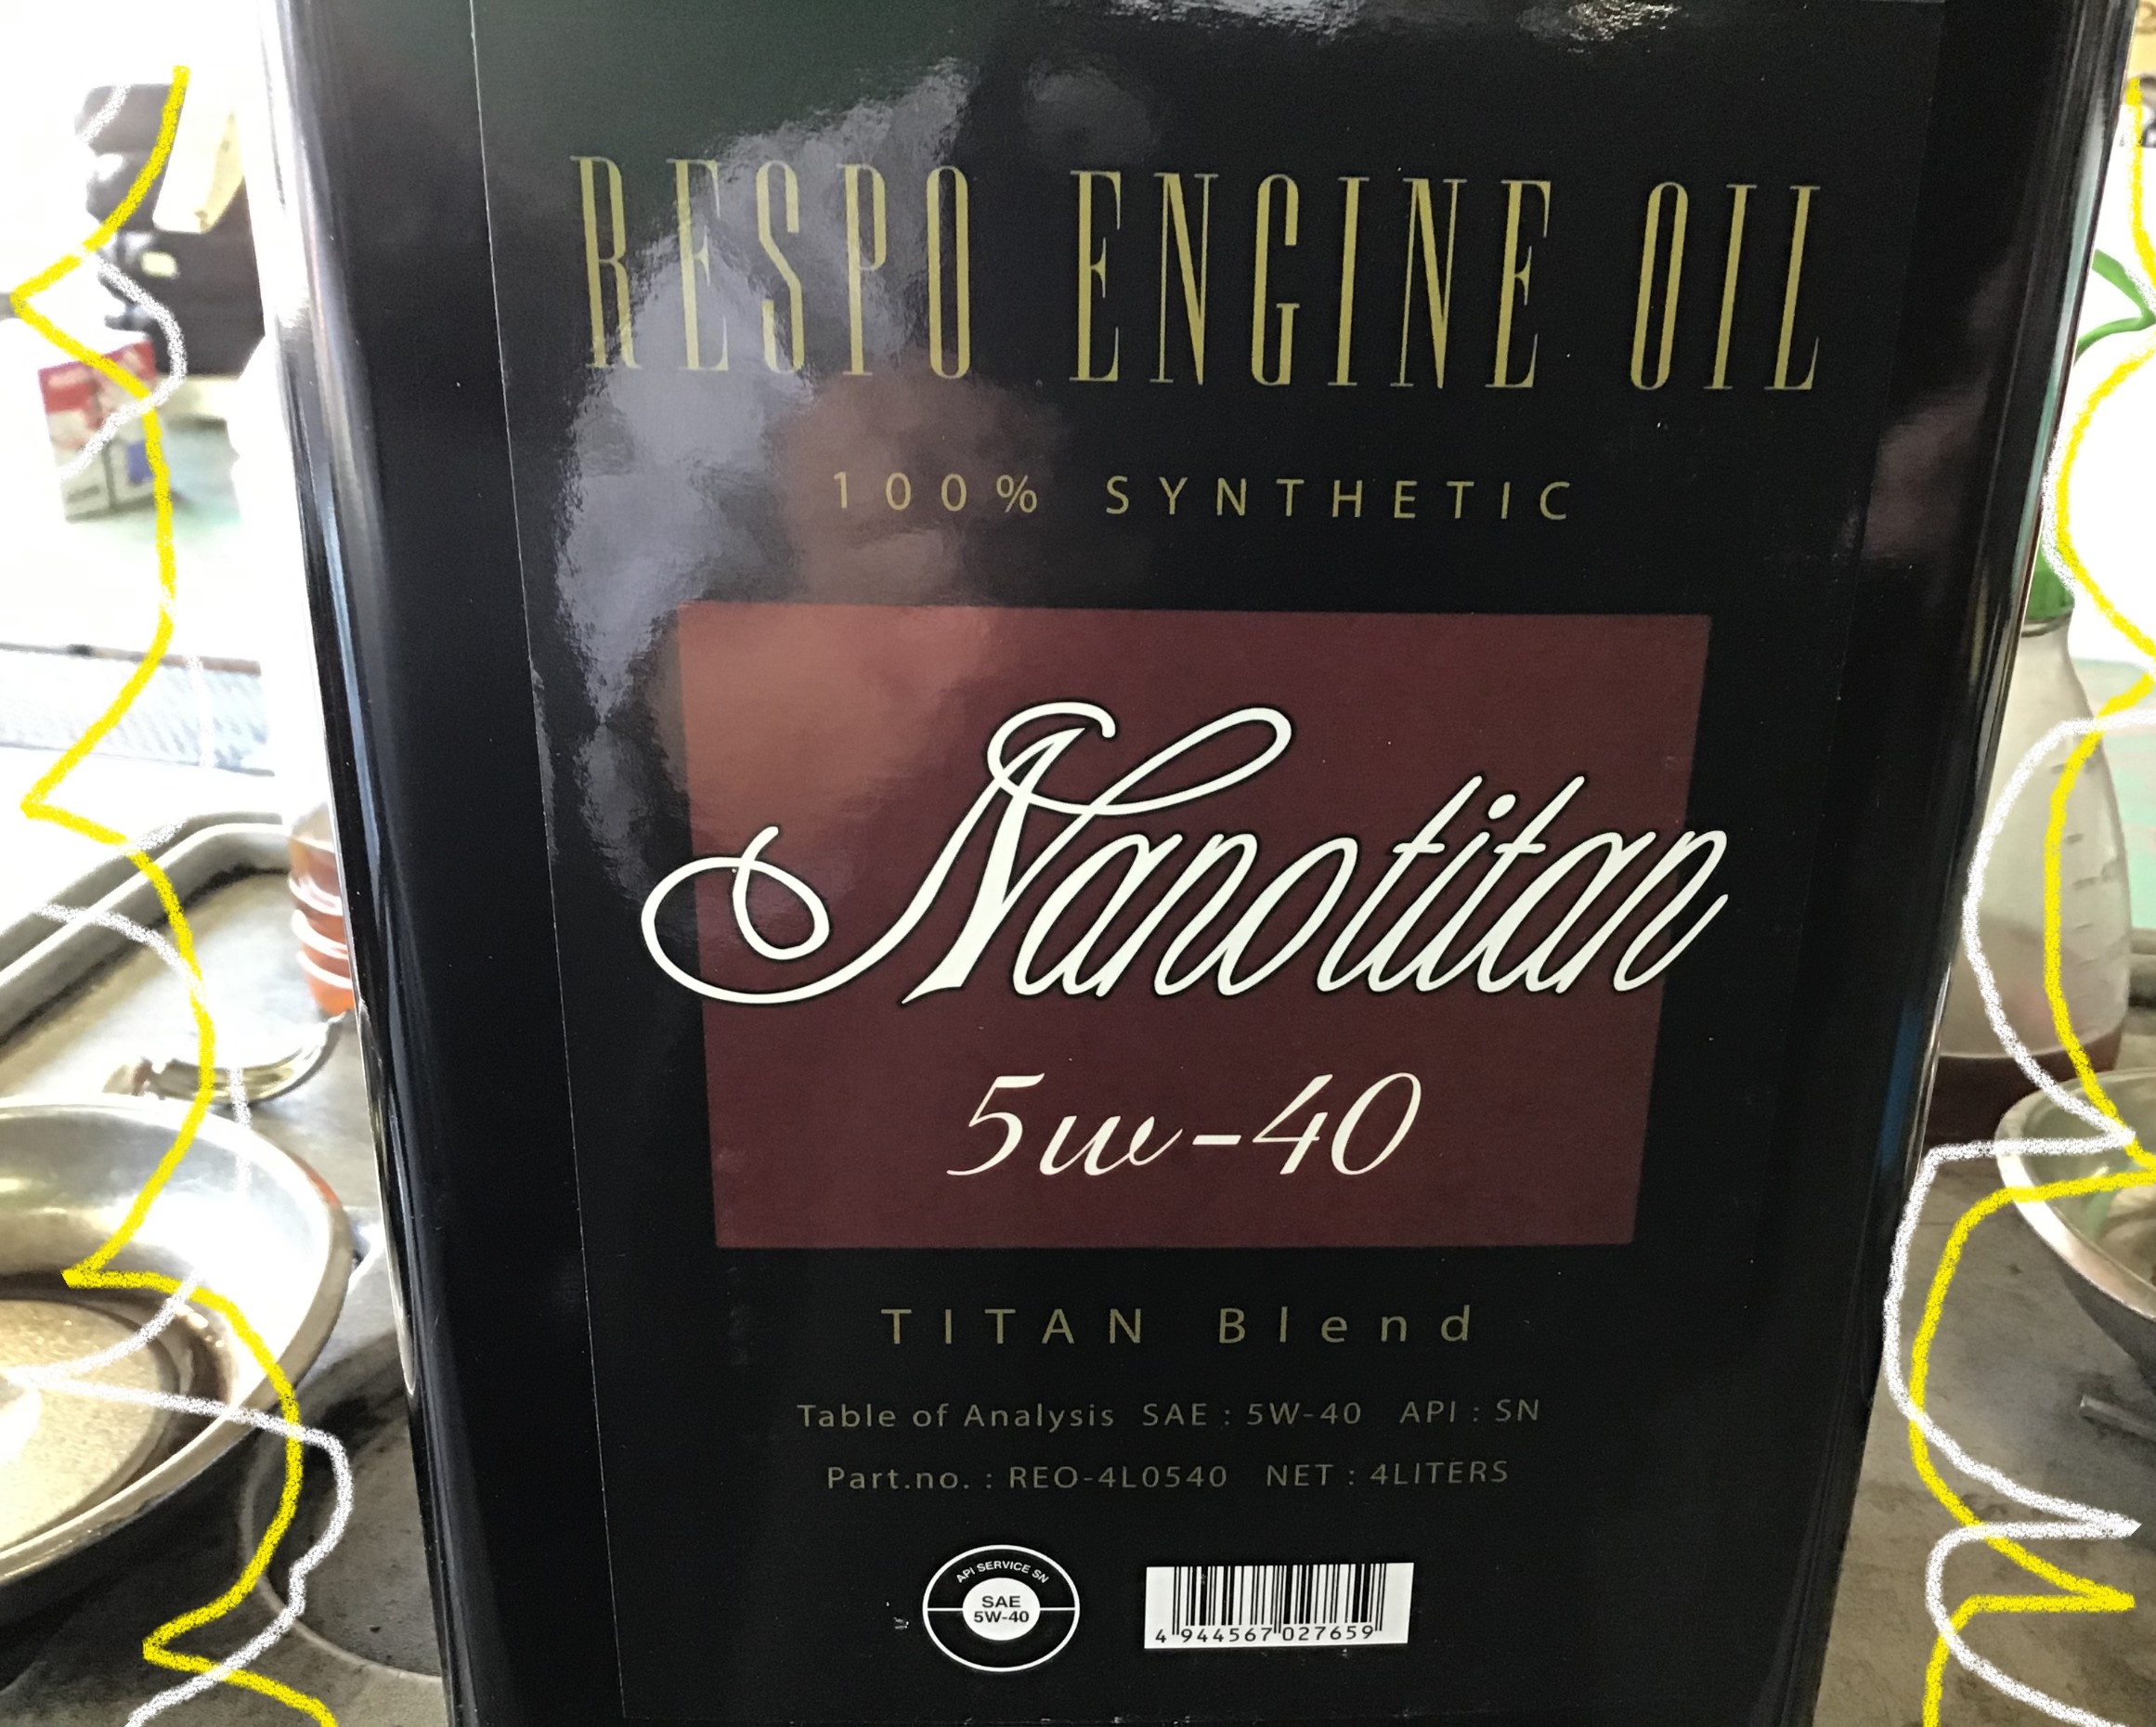 RESPO ENGINE OIL
100% SYNTHETIC
Nanotitan
5w-40
TITAN Blend
Table of Analysis SAE : 5W-40 API : SN
Part.no. : REO-4L0540 NET : 4LITERS
API SERVICE SN
SAE
5W-40
4 944567 027659